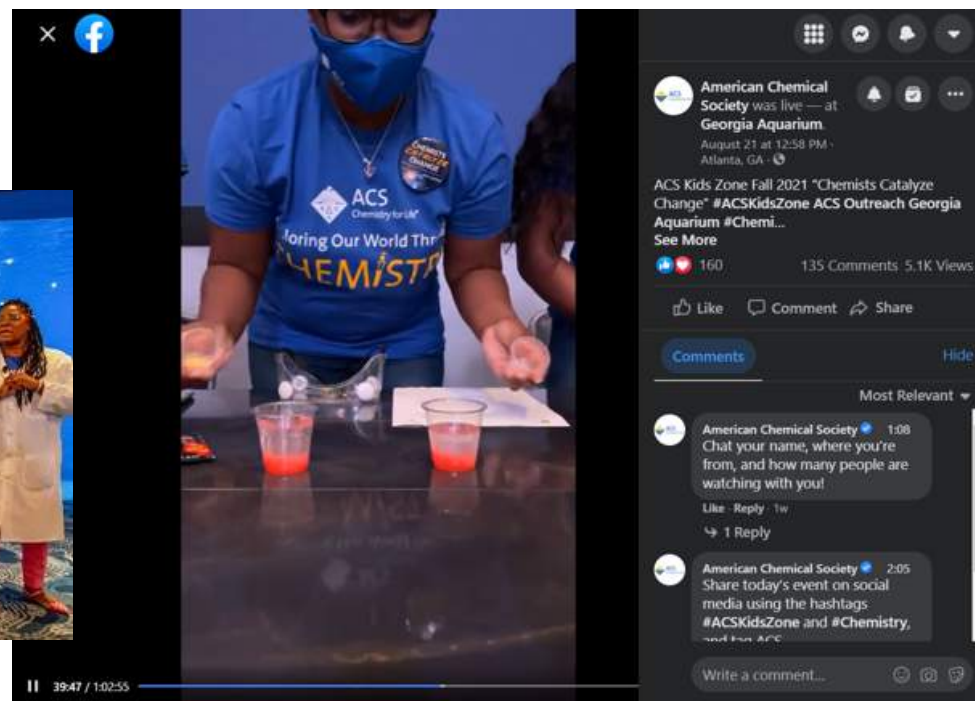 American Chemical
Society was live — at
Georgia Aquarium.
August 21 at 12:58 PM ·
Atlanta, GA ·
ACS Kids Zone Fall 2021 "Chemists Catalyze
Change" #ACSKidsZone ACS Outreach Georgia
Aquarium #Chemi...
See More
160
135 Comments 5.1K Views
Like Comment Share
Comments
Hide
Most Relevant
American Chemical Society 1:08
Chat your name, where you're
from, and how many people are
watching with you!
Like · Reply · 1w
1 Reply
American Chemical Society 2:05
Share today's event on social
media using the hashtags
#ACSKidsZone and #Chemistry,
and tag ACS
Write a comment...
CHEMISTS
CATALYZE
CHANGE
ACS
Chemistry for Life®
loring Our World Thr
HEMiSTR
39:47 / 1:02:55